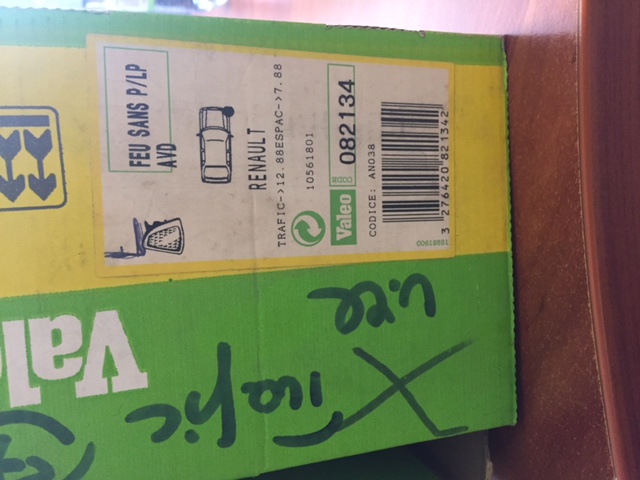 FEU SANS P/LP
AVD
RENAULT
TRAFIC->12.88ESPAC->7.88
10561801
Valeo 082134
CODICE: AN038
3 276420 821342
Vale
Trafic